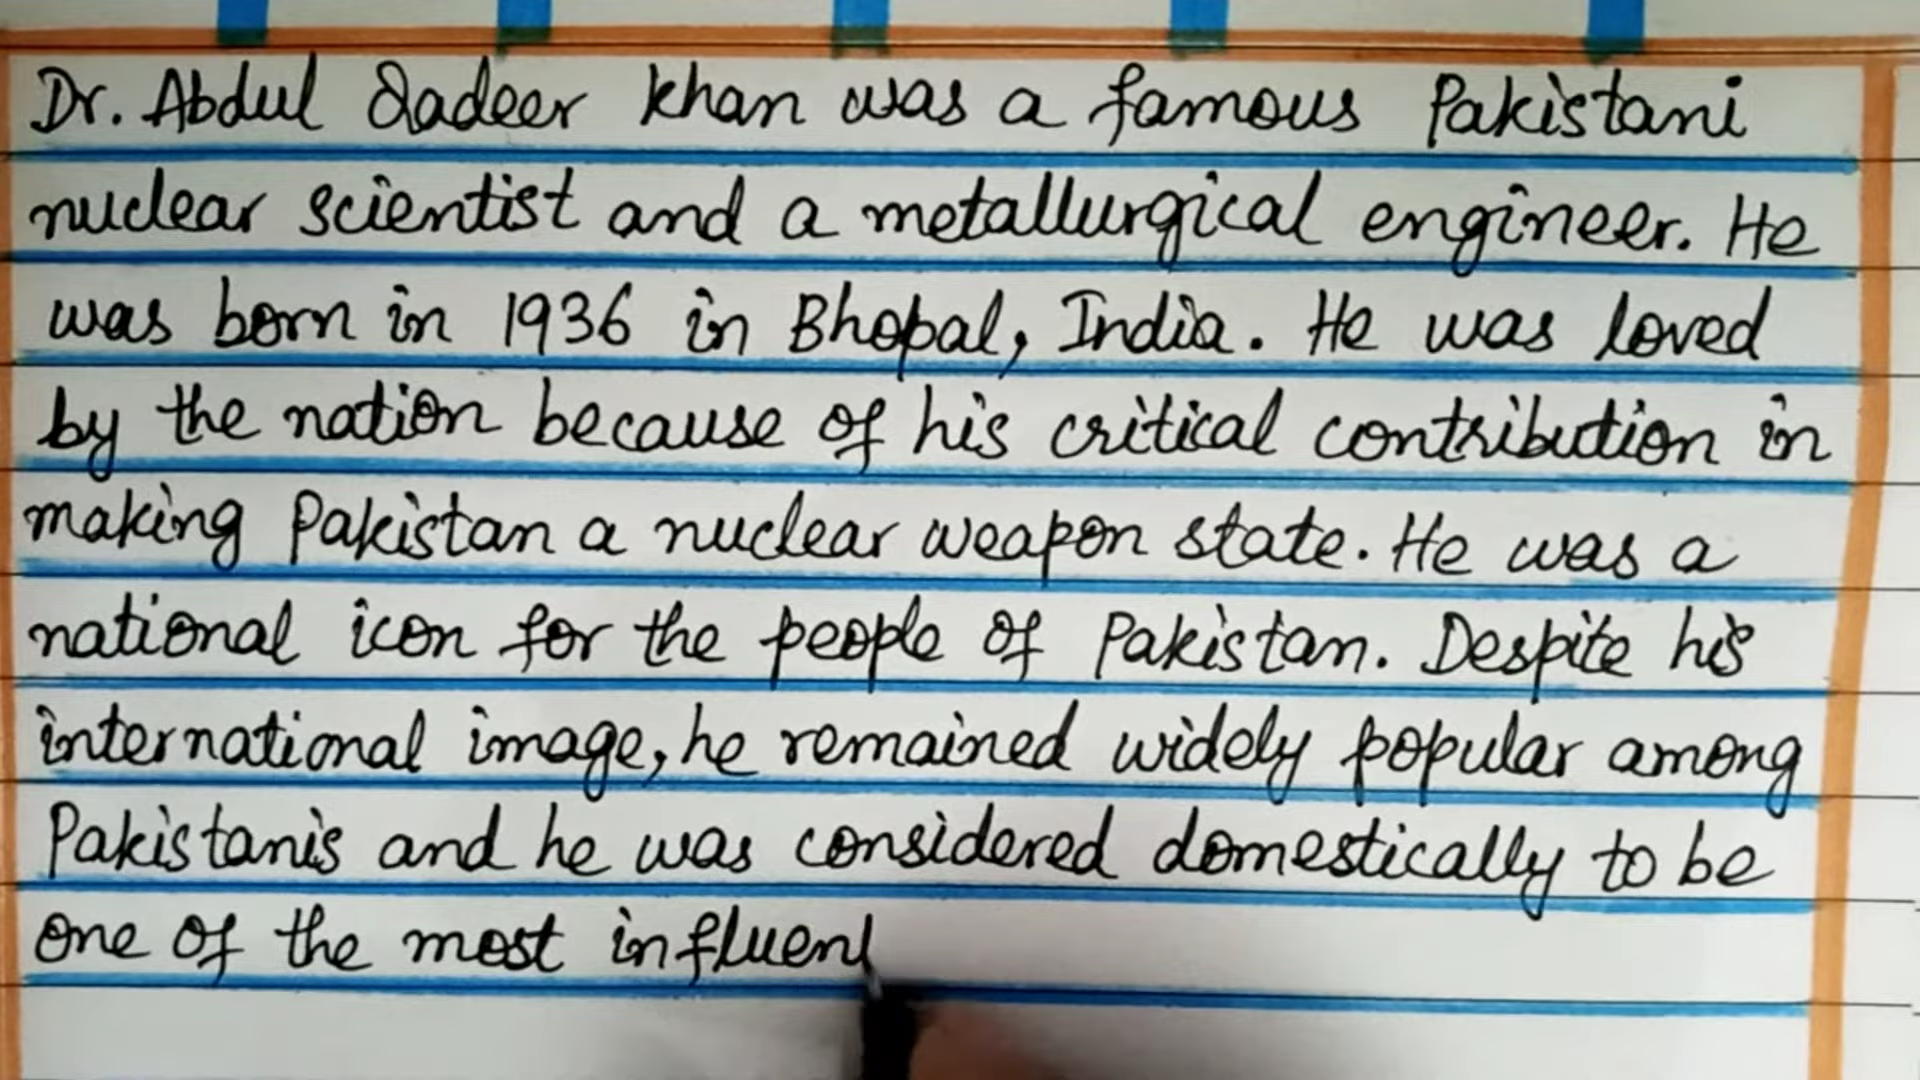 Dr. Abdul Qadeer Khan was a famous Pakistani
nuclear scientist and a metallurgical engineer. He
was born in 1936 in Bhopal, India. He was loved
by the nation because of his critical contribution in
making Pakistan a nuclear weapon state. He was a
national icon for the people of Pakistan. Despite his
international image, he remained widely popular among
Pakistanis and he was considered domestically to be
one of the most